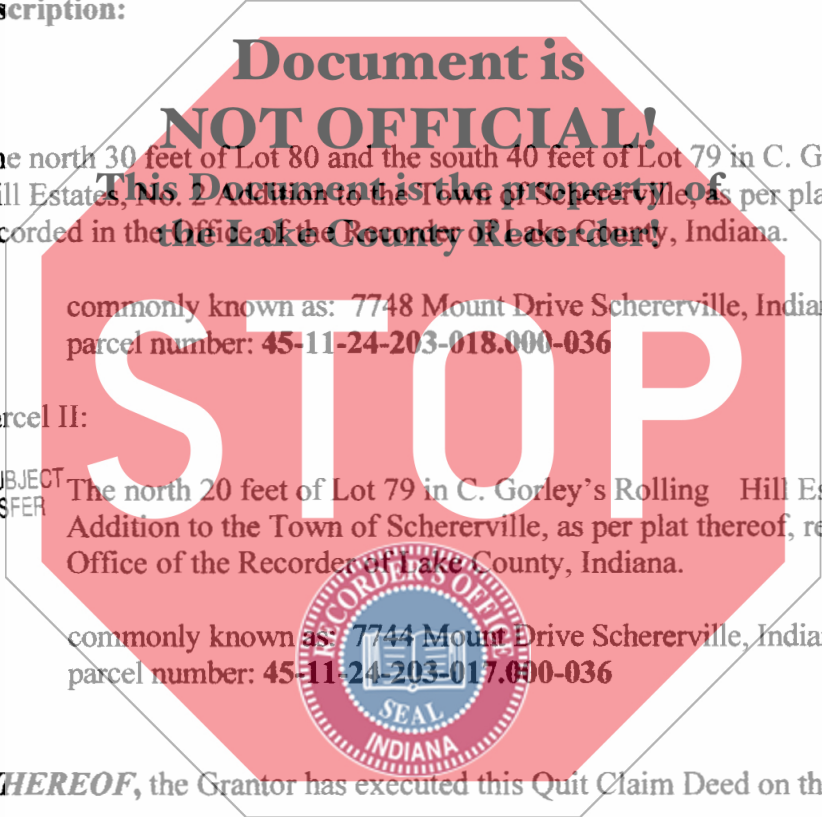 scription:
Document is
NOT OFFICIAL!
he north 30 feet of Lot 80 and the south 40 feet of Lot 79 in C. G
ill Estates, No. 2 Addition to the Town of Schererville, as per pla
This Document is the property of
corded in the Office of the Recorder of Lake County, Indiana.
the Lake County Recorder!
commonly known as: 7748 Mount Drive Schererville, India
parcel number: 45-11-24-203-018.000-036
STOP
rcel II:
BJECT
SFER
The north 20 feet of Lot 79 in C. Gorley's Rolling Hill Es
Addition to the Town of Schererville, as per plat thereof, re
Office of the Recorder of Lake County, Indiana.
RECORDER'S OFFICE
commonly known as: 7744 Mount Drive Schererville, India
parcel number: 45-11-24-203-017.000-036
SEAL
INDIANA
HEREOF, the Grantor has executed this Quit Claim Deed on th